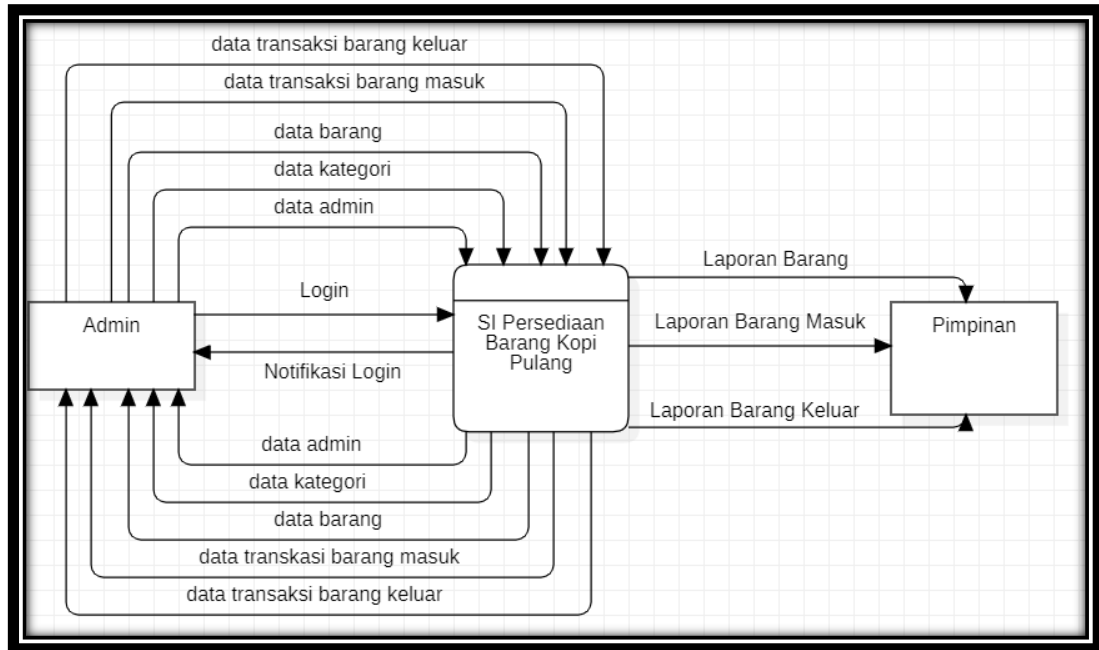 data transaksi barang keluar
data transaksi barang masuk
data barang
data kategori
data admin
Login
Admin
Notifikasi Login
SI Persediaan
Barang Kopi
Pulang
Laporan Barang
Laporan Barang Masuk
Pimpinan
Laporan Barang Keluar
data admin
data kategori
data barang
data transkasi barang masuk
data transaksi barang keluar